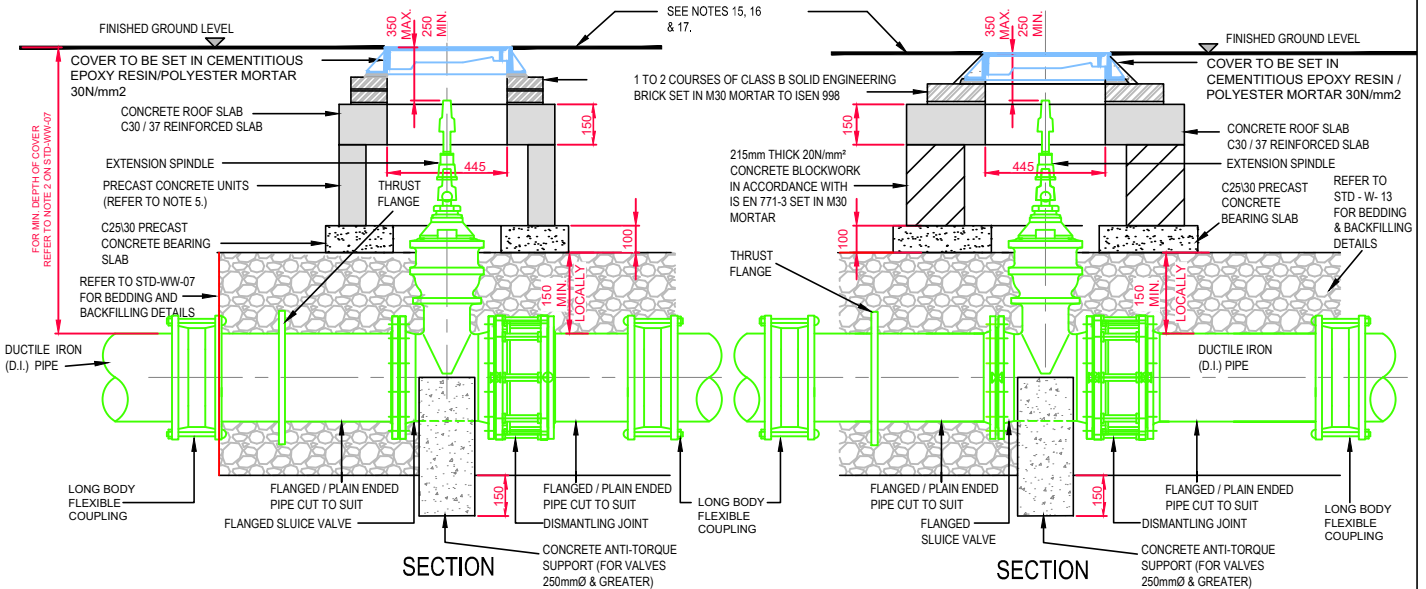 FINISHED GROUND LEVEL
COVER TO BE SET IN CEMENTITIOUS
EPOXY RESIN/POLYESTER MORTAR
30N/mm2
CONCRETE ROOF SLAB
C30 / 37 REINFORCED SLAB
EXTENSION SPINDLE
PRECAST CONCRETE UNITS
(REFER TO NOTE 5.)
THRUST
FLANGE
C25\30 PRECAST
CONCRETE BEARING
SLAB
REFER TO STD-WW-07
FOR BEDDING AND
BACKFILLING DETAILS
FOR MIN. DEPTH OF COVER
REFER TO NOTE 2 ON STD-WW-07
DUCTILE IRON
(D.I.) PIPE
350
MAX.
250
MIN.
150
445
100
150
MIN.
LOCALLY
LONG BODY
FLEXIBLE
COUPLING
FLANGED / PLAIN ENDED
PIPE CUT TO SUIT
FLANGED SLUICE VALVE
150
FLANGED / PLAIN ENDED
PIPE CUT TO SUIT
DISMANTLING JOINT
CONCRETE ANTI-TORQUE
SUPPORT (FOR VALVES
250mmØ & GREATER)
SECTION
LONG BODY
FLEXIBLE
COUPLING
SEE NOTES 15, 16
& 17.
1 TO 2 COURSES OF CLASS B SOLID ENGINEERING
BRICK SET IN M30 MORTAR TO ISEN 998
350
MAX.
250
MIN.
FINISHED GROUND LEVEL
COVER TO BE SET IN
CEMENTITIOUS EPOXY RESIN /
POLYESTER MORTAR 30N/mm2
CONCRETE ROOF SLAB
C30 / 37 REINFORCED SLAB
EXTENSION SPINDLE
150
445
215mm THICK 20N/mm²
CONCRETE BLOCKWORK
IN ACCORDANCE WITH
IS EN 771-3 SET IN M30
MORTAR
C25\30 PRECAST
CONCRETE
BEARING SLAB
REFER TO
STD - W- 13
FOR BEDDING
& BACKFILLING
DETAILS
100
THRUST
FLANGE
150
MIN.
LOCALLY
DUCTILE IRON
(D.I.) PIPE
FLANGED / PLAIN ENDED
PIPE CUT TO SUIT
FLANGED
SLUICE VALVE
150
FLANGED / PLAIN ENDED
PIPE CUT TO SUIT
DISMANTLING JOINT
CONCRETE ANTI-TORQUE
SUPPORT (FOR VALVES
250mmØ & GREATER)
LONG BODY
FLEXIBLE
COUPLING
SECTION